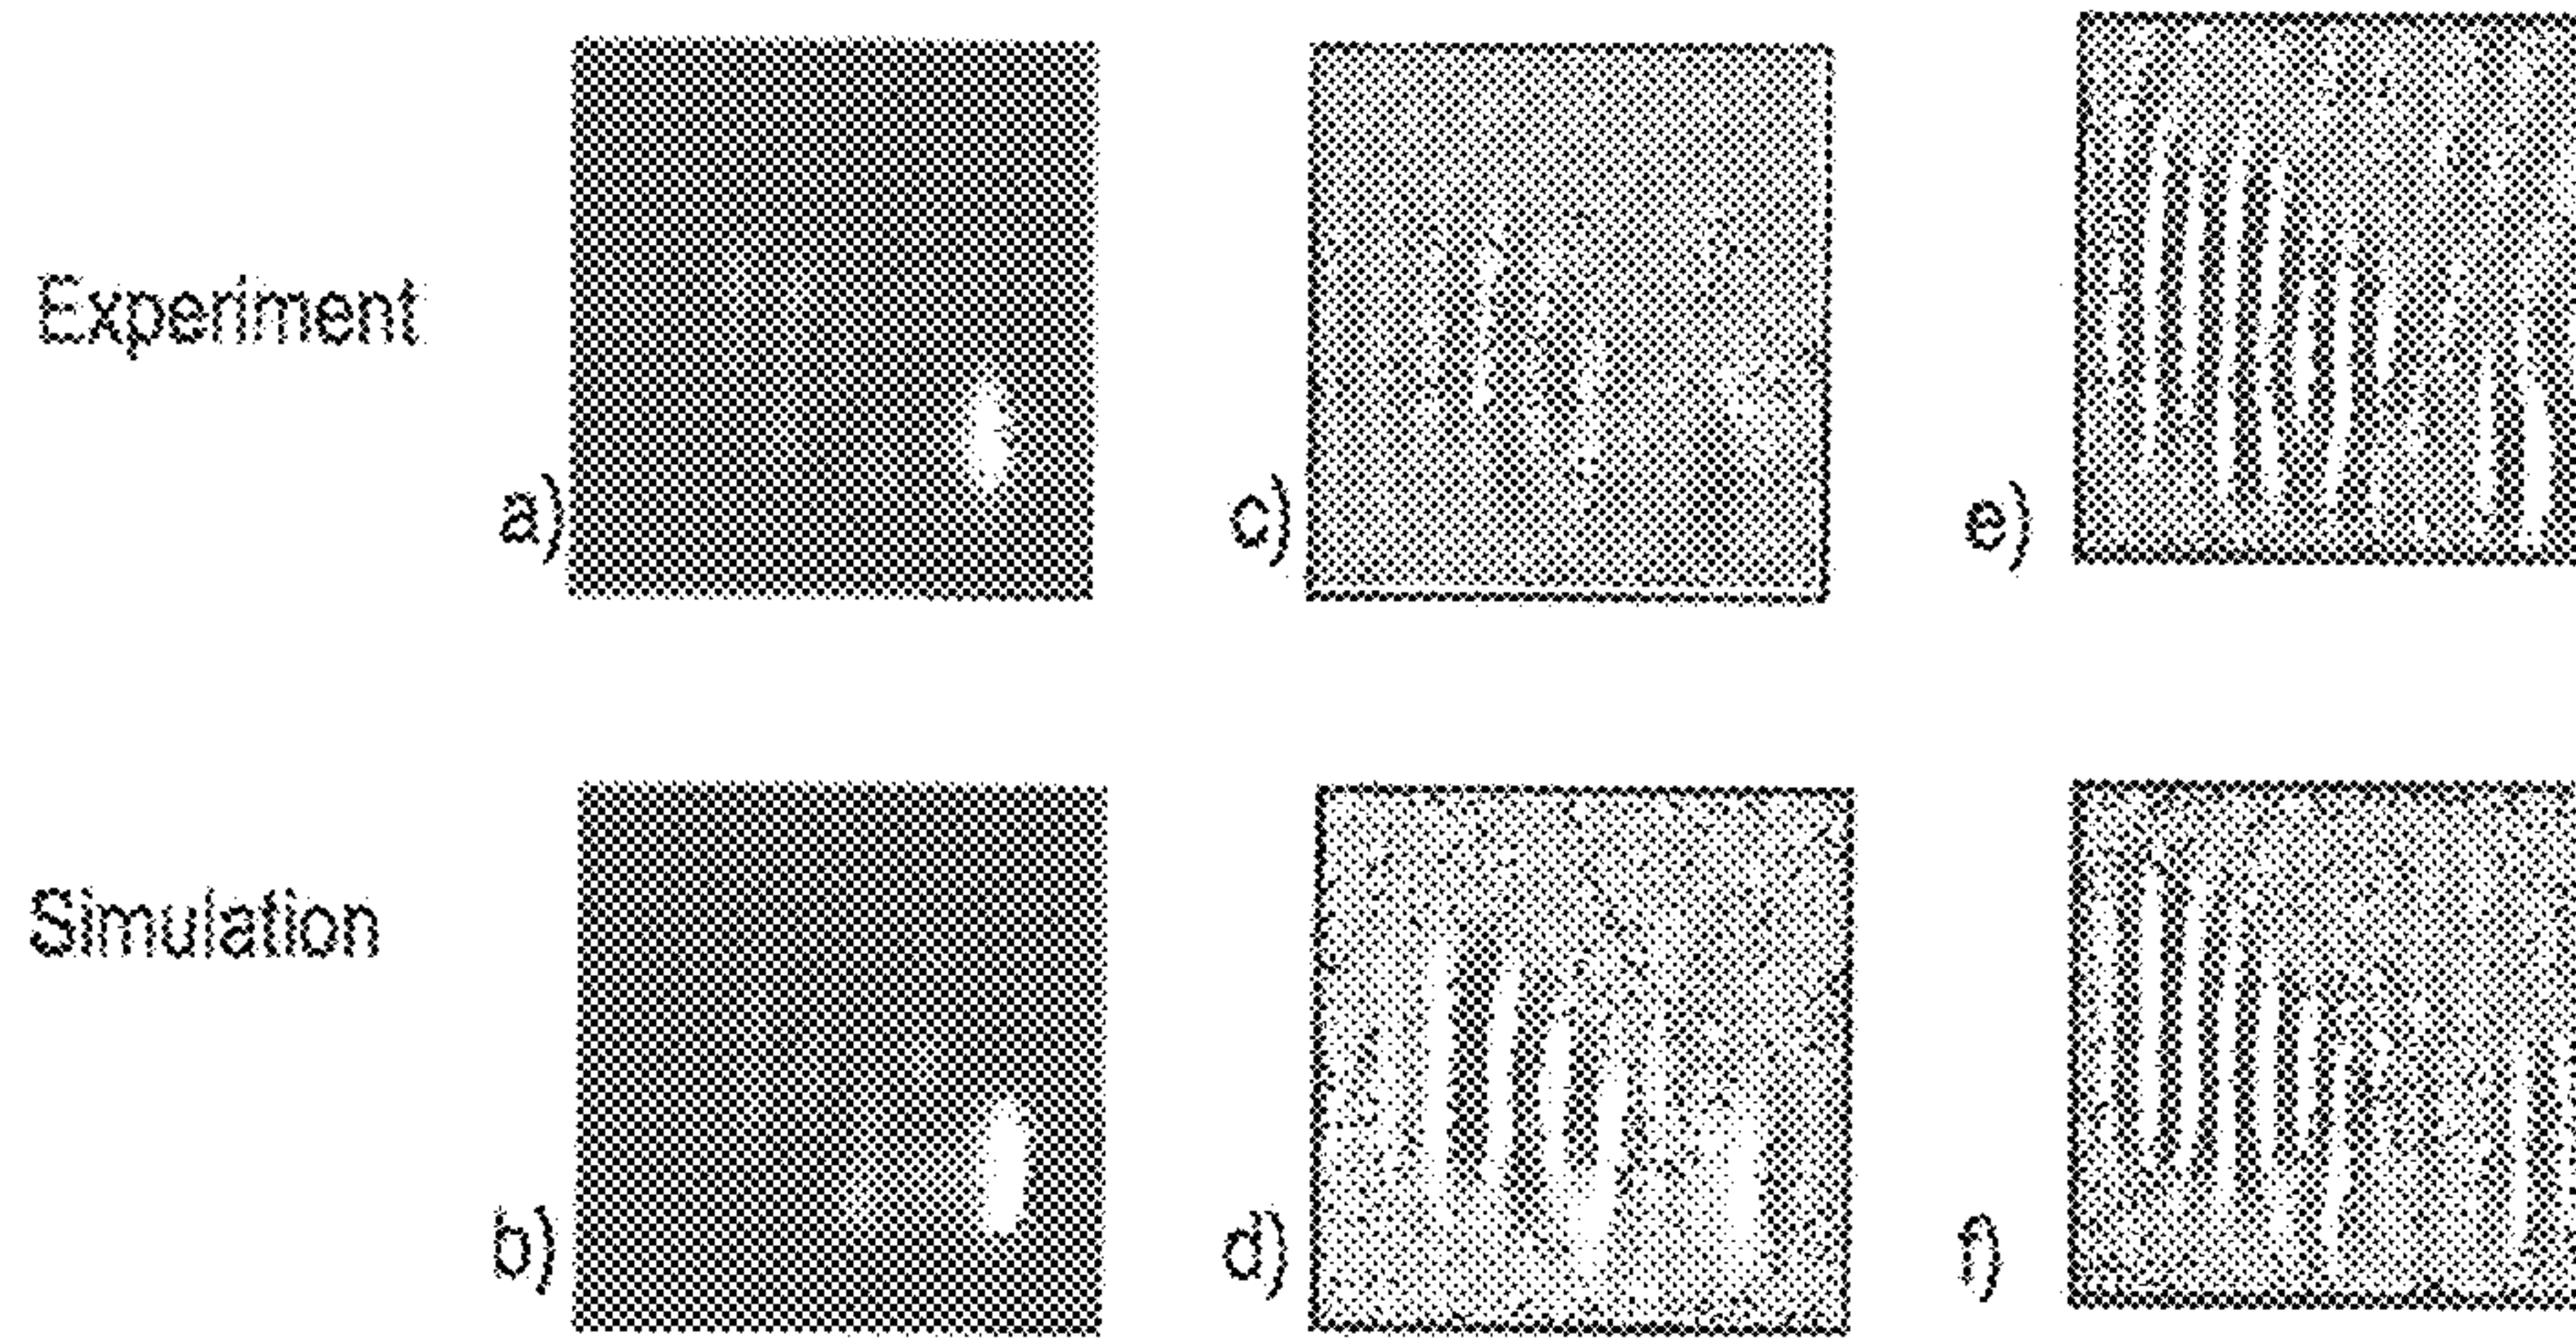 Experiment
a)
c)
e)
Simulation
b)
d)
f)